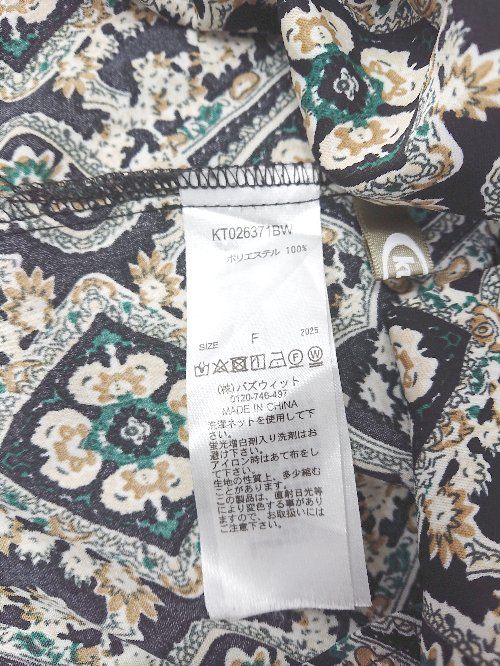 KT026371BW
ポリエステル 100%
SIZE F 2025
(株) バズウィット
0120-746-497
MADE IN CHINA
洗濯ネットを使用して下
さい。
蛍光増白剤入り洗剤はお
避け下さい。
アイロン時はあて布をし
て下さい。
生地の性質上、多少縮む
ことがあります。
この製品は、直射日光等
により変色する事があり
ますので、お取扱いには
ご注意下さい。